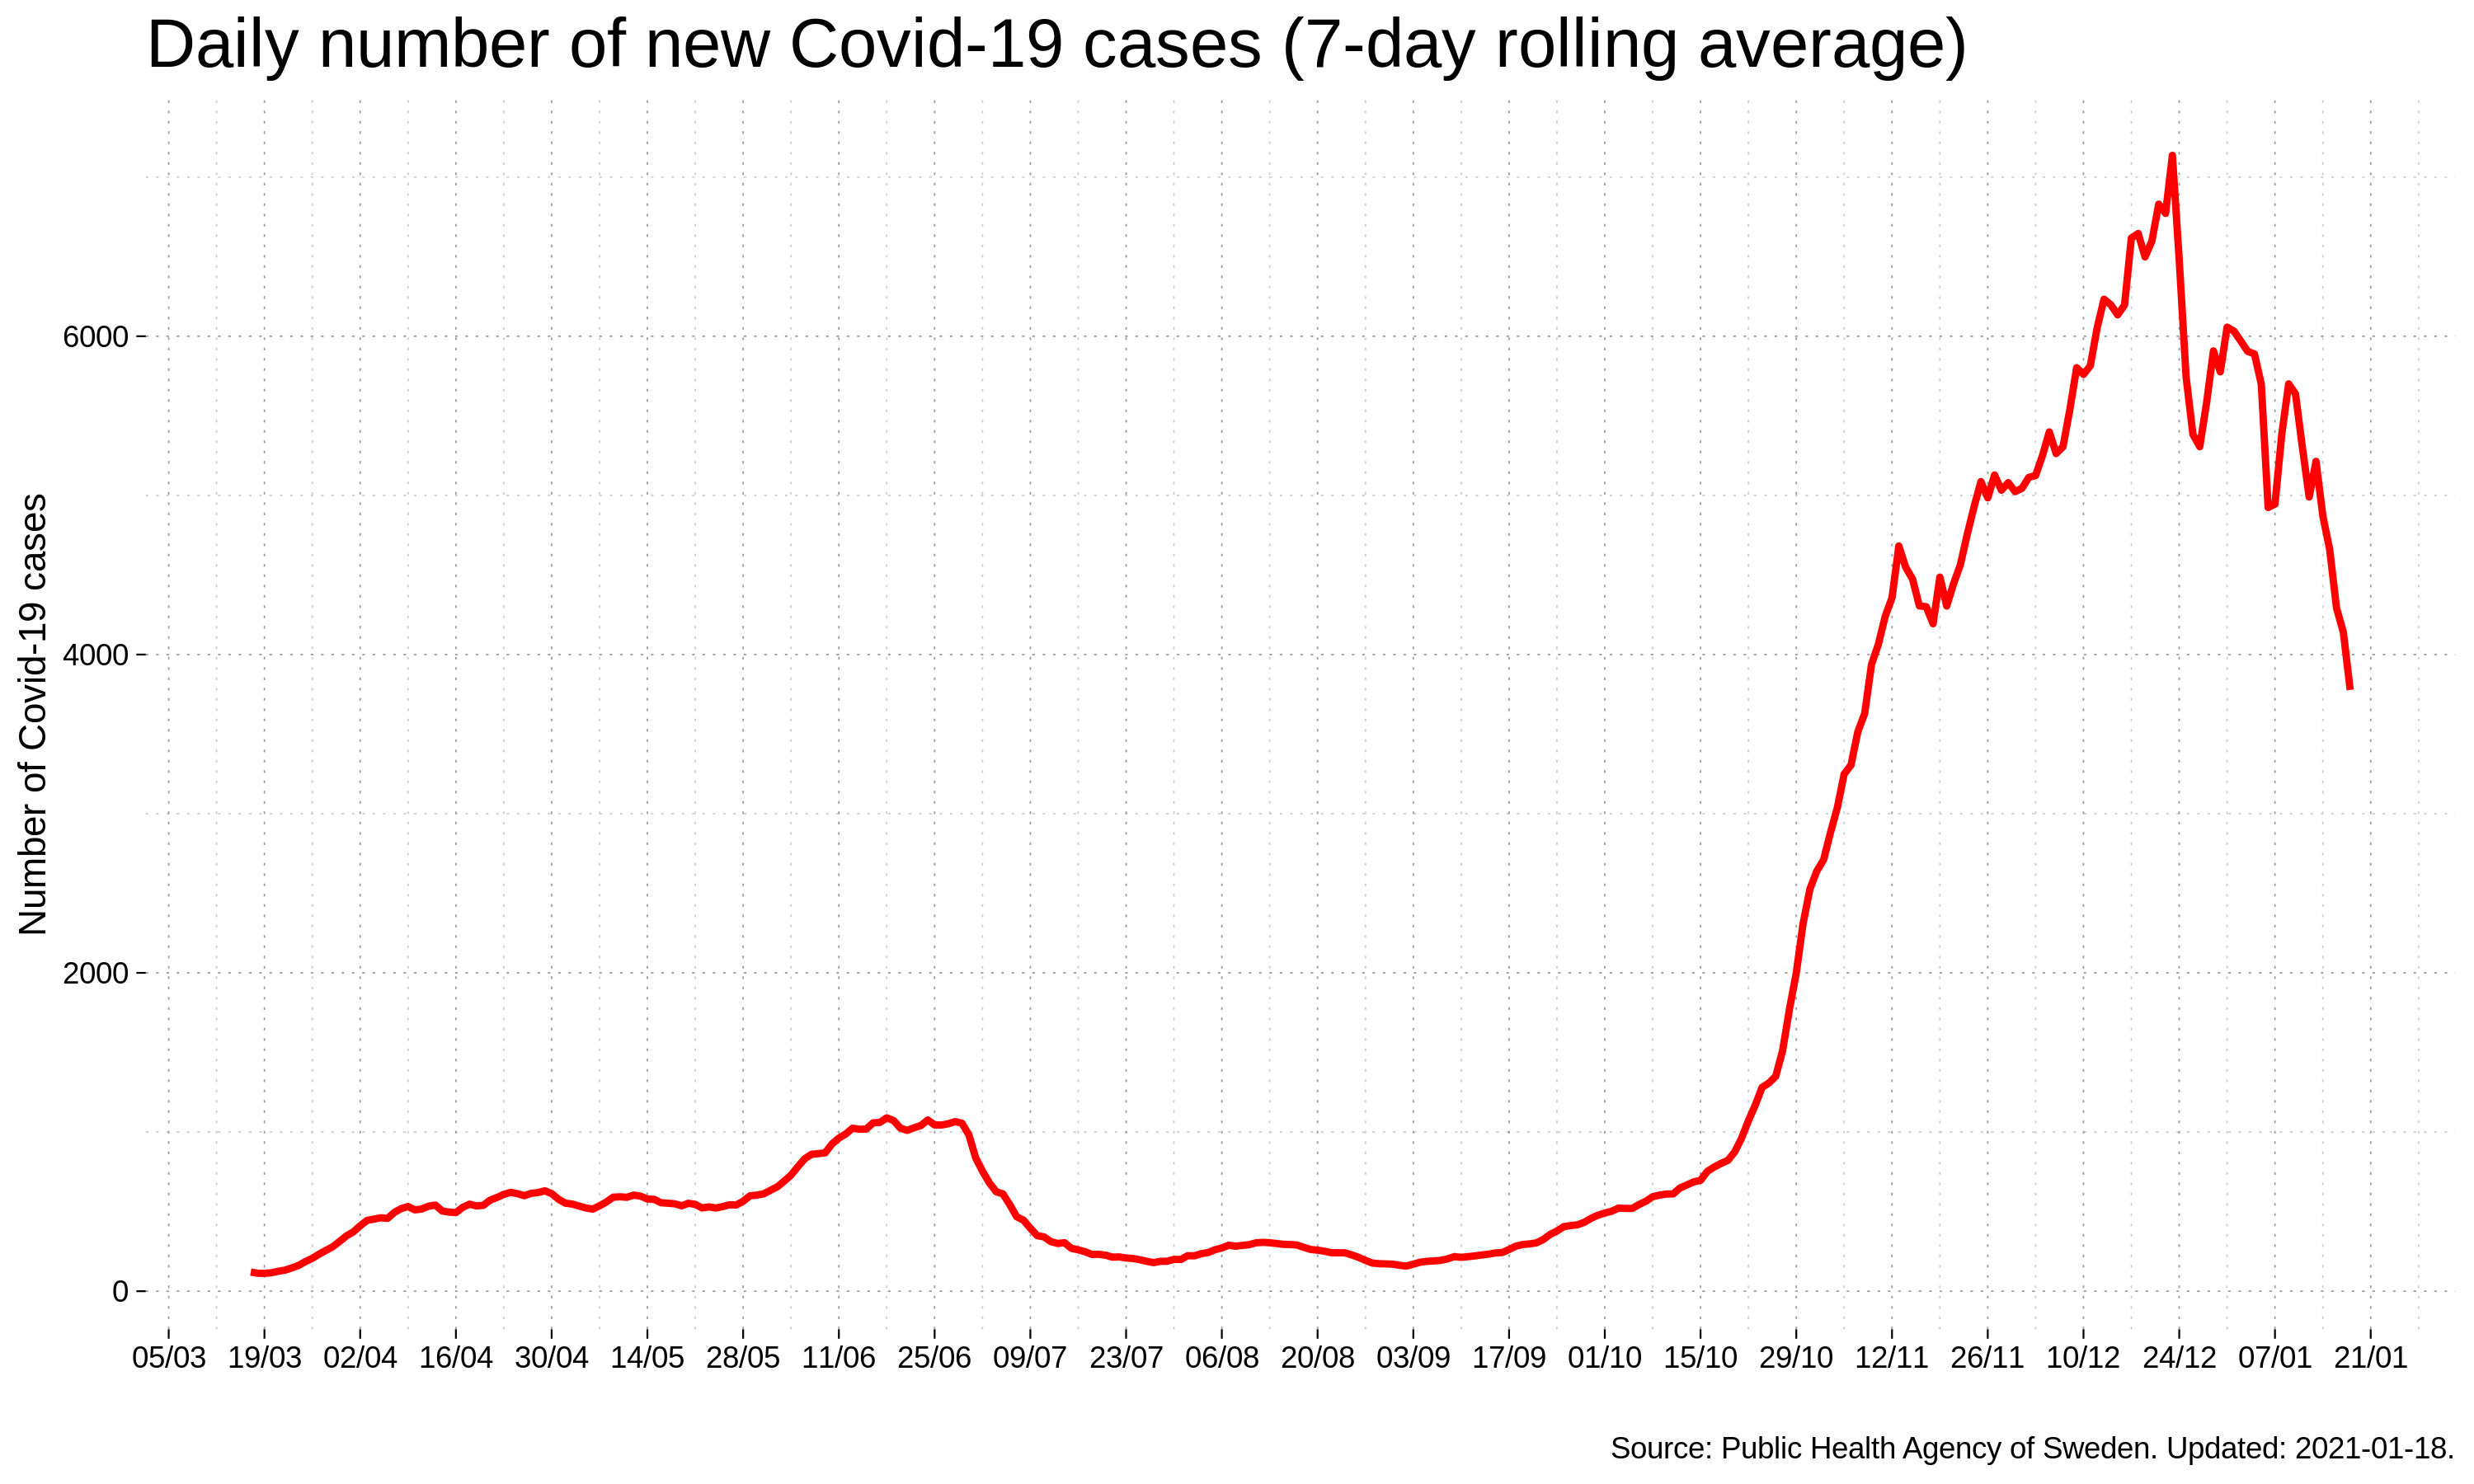 Daily number of new Covid-19 cases (7-day rolling average)
Number of Covid-19 cases
6000
4000
2000
0
05/03 19/03 02/04 16/04 30/04 14/05 28/05 11/06 25/06 09/07 23/07 06/08 20/08 03/09 17/09 01/10 15/10 29/10 12/11 26/11 10/12 24/12 07/01 21/01
Source: Public Health Agency of Sweden. Updated: 2021-01-18.